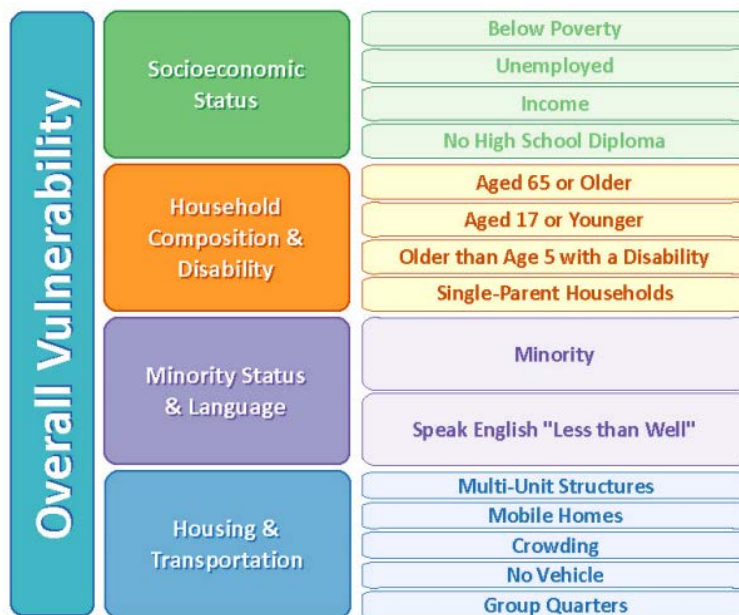 Overall Vulnerability
Socioeconomic
Status
Below Poverty
Unemployed
Income
No High School Diploma
Household
Composition &
Disability
Aged 65 or Older
Aged 17 or Younger
Older than Age 5 with a Disability
Single-Parent Households
Minority Status
& Language
Minority
Speak English "Less than Well"
Housing &
Transportation
Multi-Unit Structures
Mobile Homes
Crowding
No Vehicle
Group Quarters